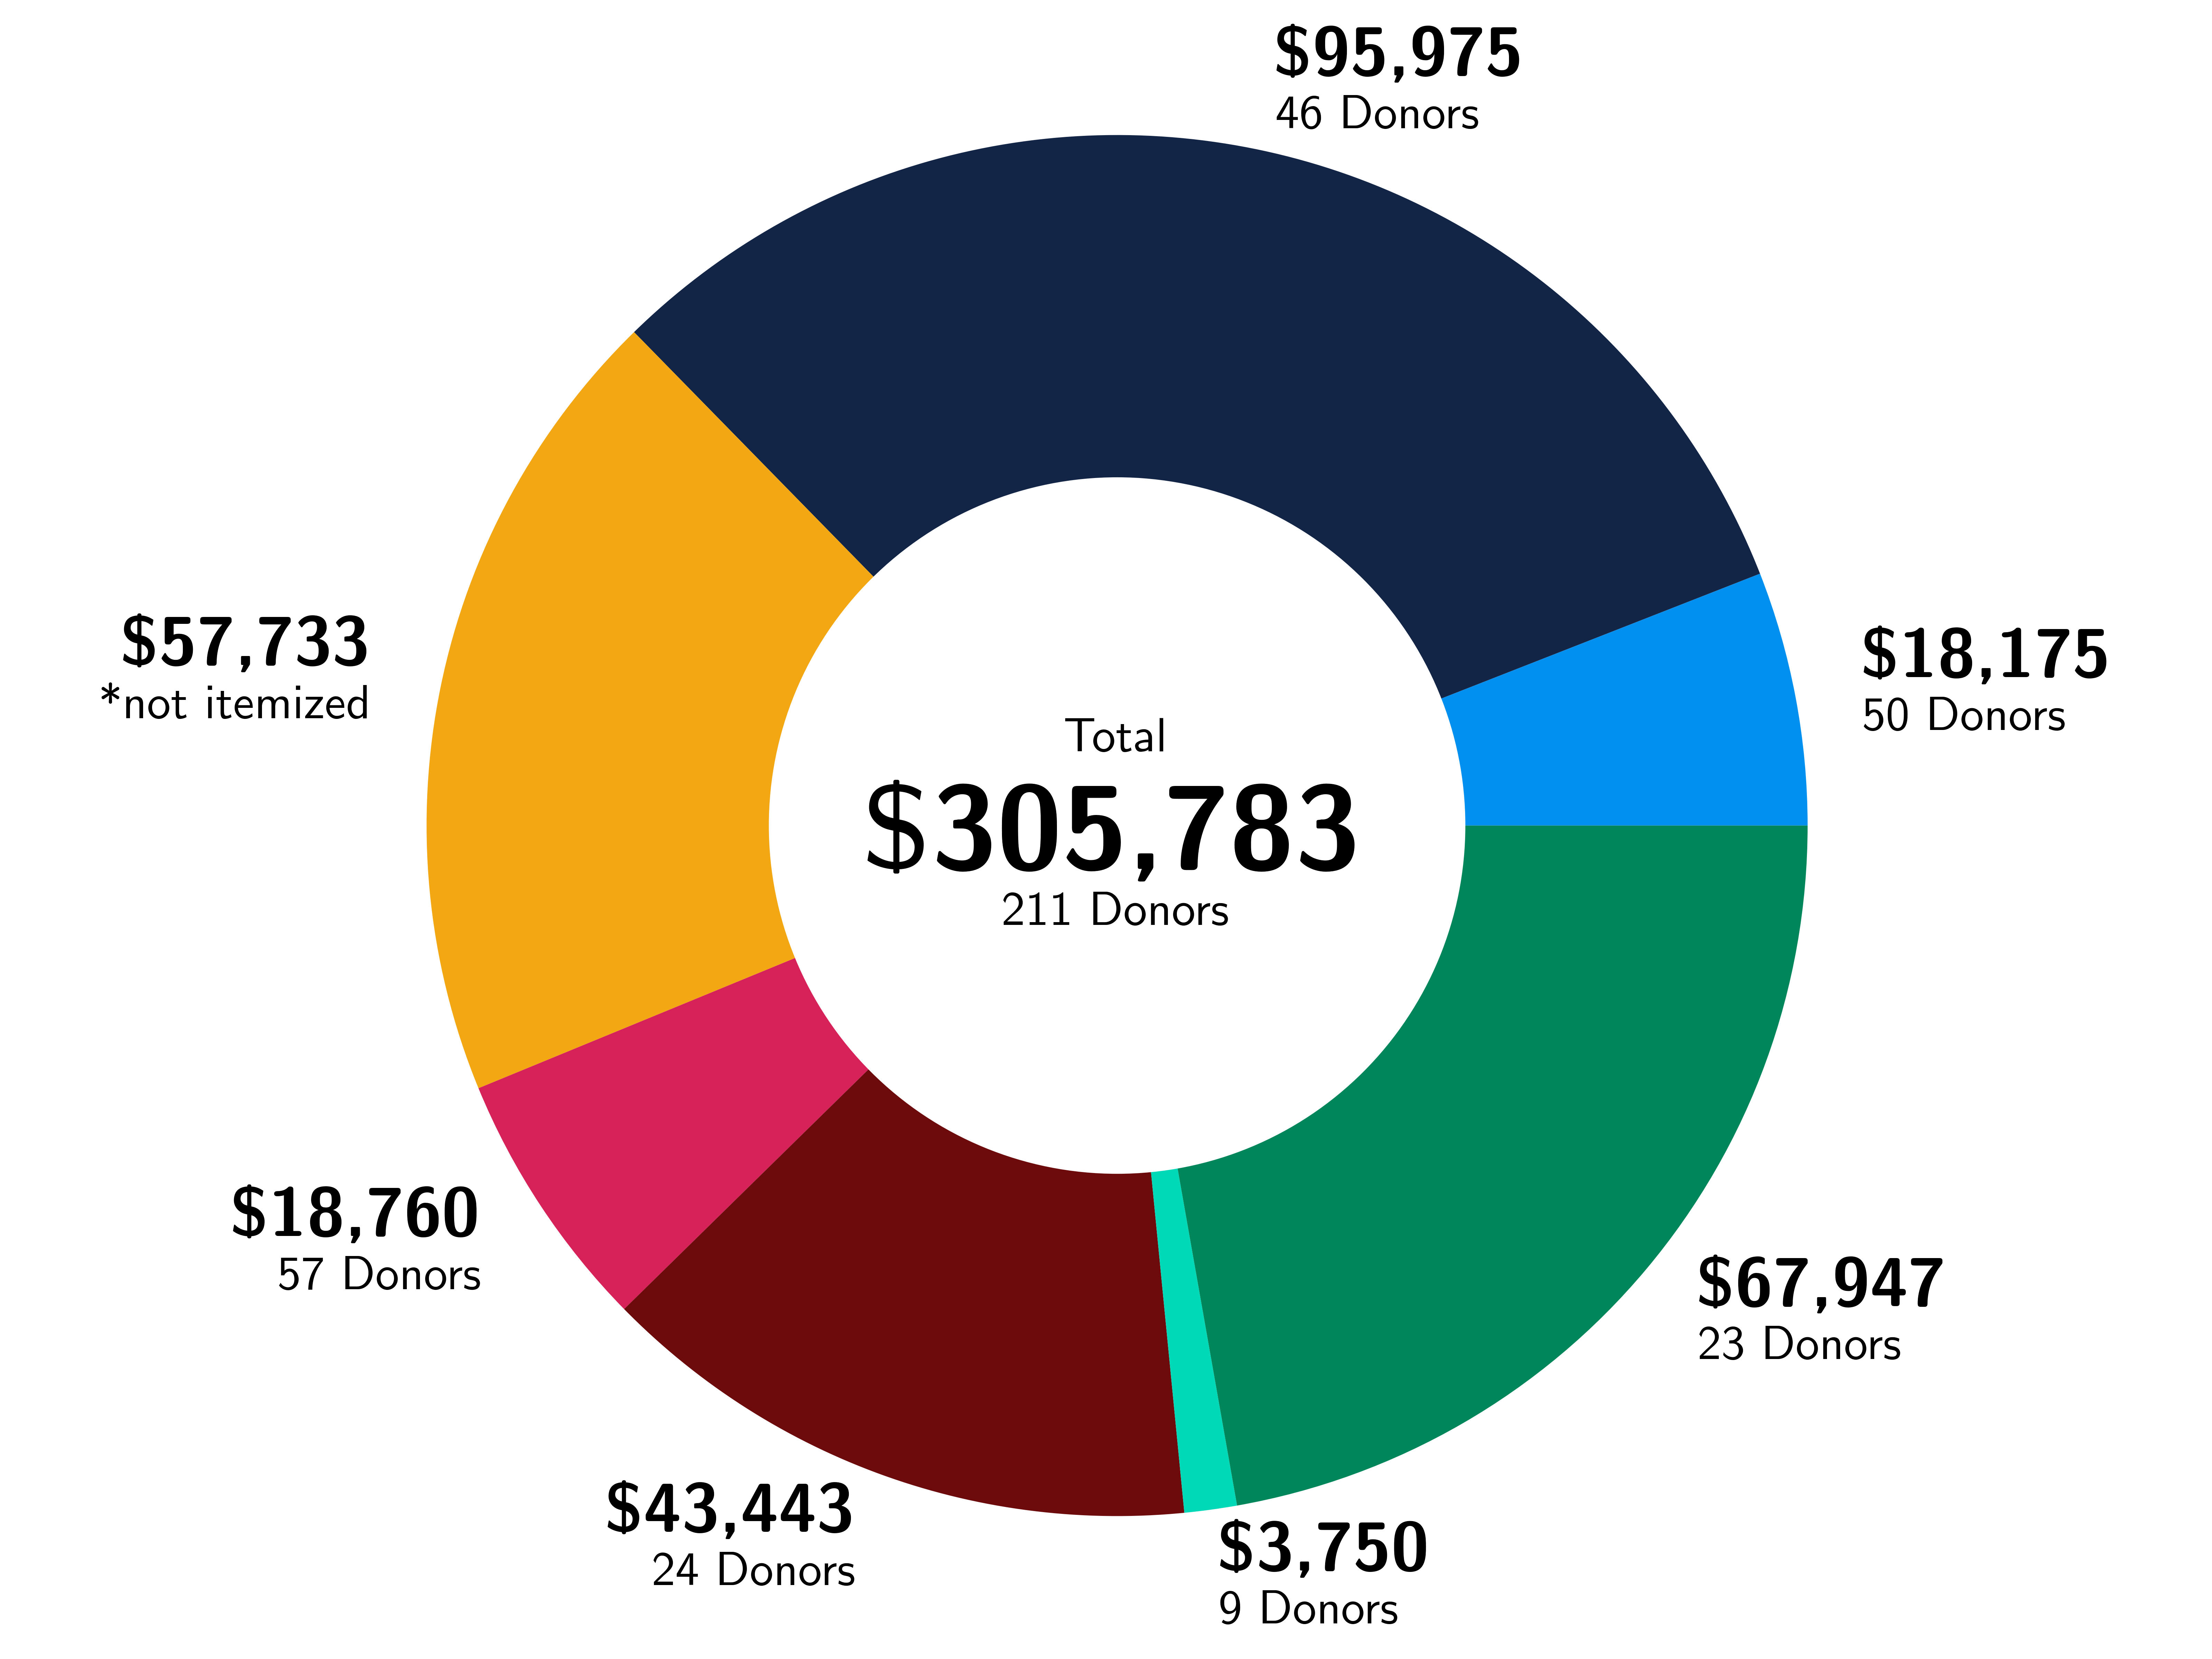 $95,975
46 Donors
$57,733
*not itemized
$18,175
50 Donors
Total
$305,783
211 Donors
$18,760
57 Donors
$67,947
23 Donors
$43,443
24 Donors
$3,750
9 Donors